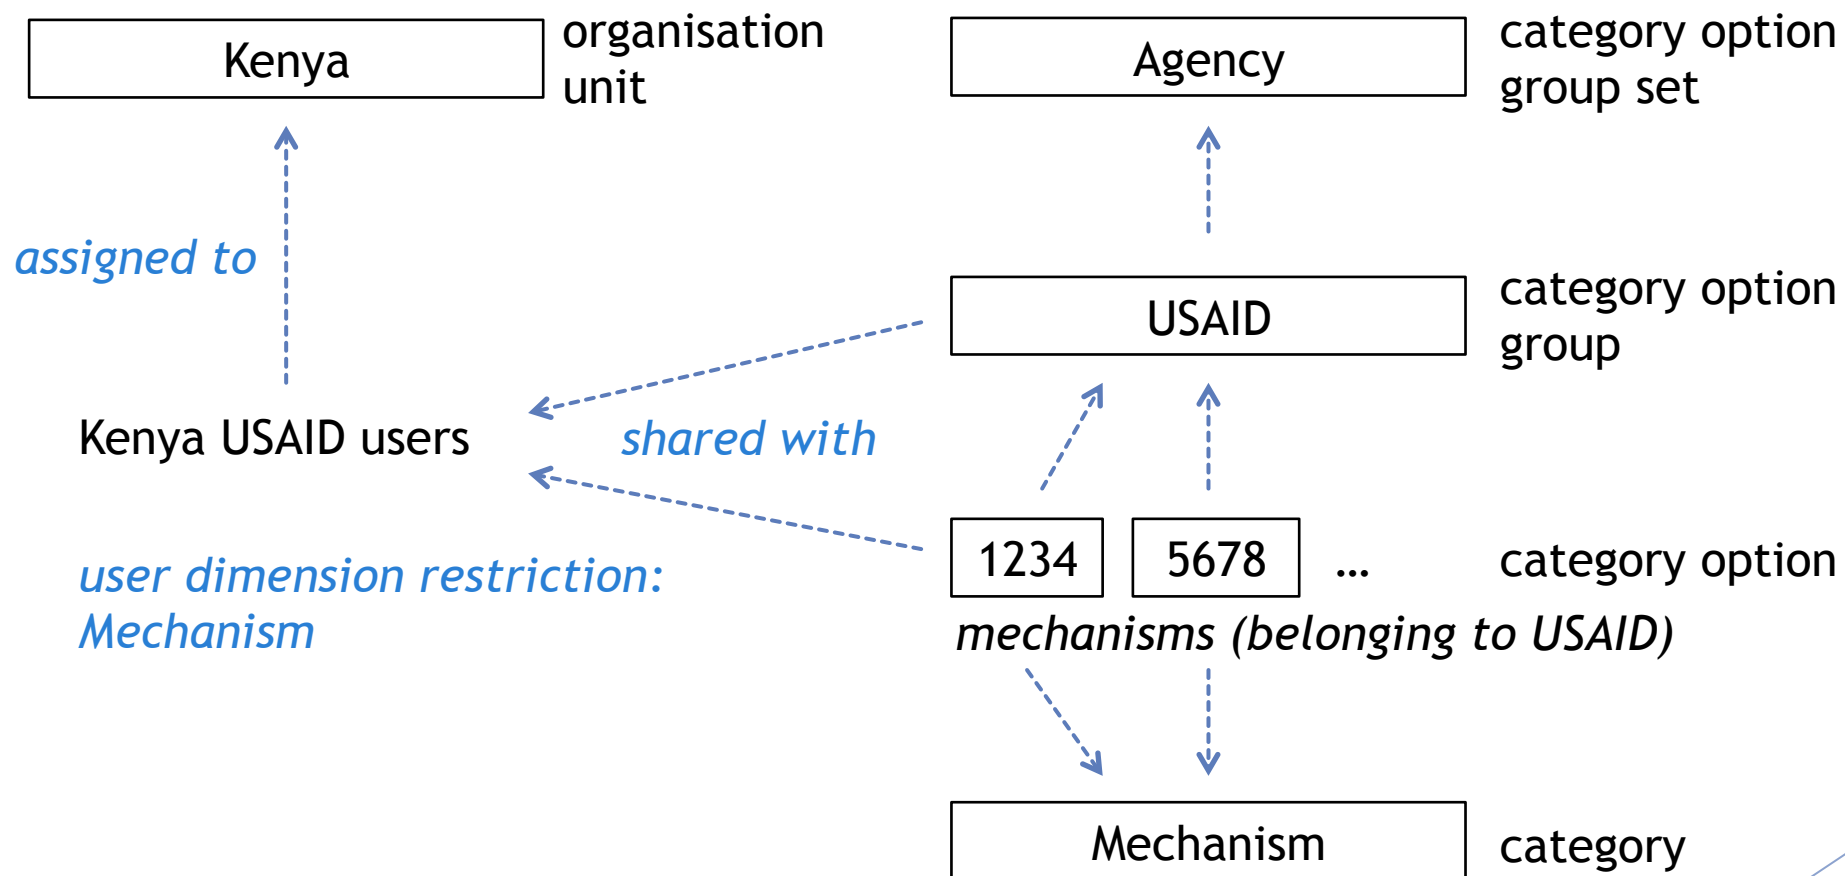 Kenya
organisation
unit
Agency
category option
group set
assigned to
USAID
category option
group
Kenya USAID users
shared with
user dimension restriction:
Mechanism
1234
5678
…
category option
mechanisms (belonging to USAID)
Mechanism
category